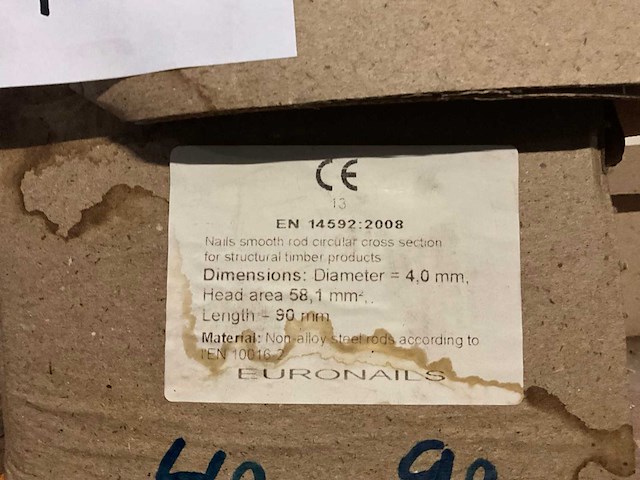 CE
13
EN 14592:2008
Nails smooth rod circular cross section
for structural timber products
Dimensions: Diameter = 4,0 mm,
Head area 58,1 mm²,
Length = 90 mm
Material: Non-alloy steel rods according to
EN 10016-2
EURONAILS
40 90